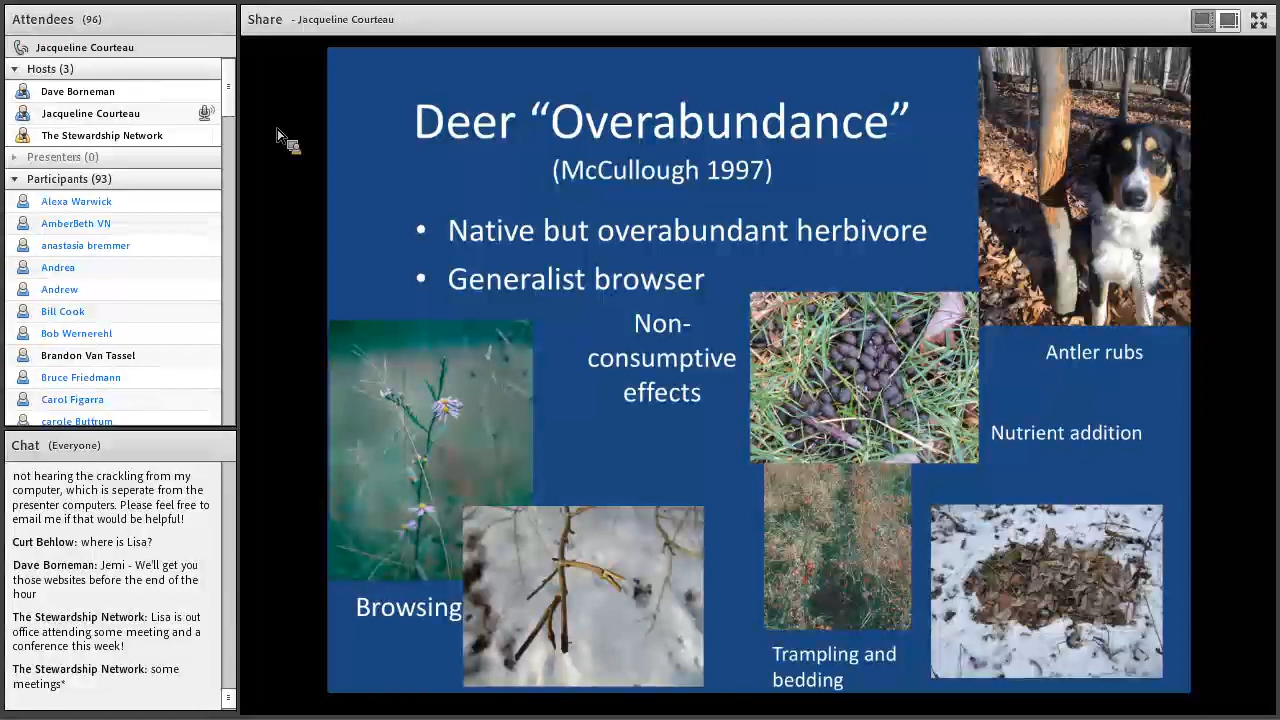 Attendees (96)
Jacqueline Courteau
Hosts (3)
Dave Borneman
Jacqueline Courteau
The Stewardship Network
Presenters (0)
Participants (93)
Alexa Warwick
AmberBeth VN
anastasia bremmer
Andrea
Andrew
Bill Cook
Bob Wernerehl
Brandon Van Tassel
Bruce Friedmann
Carol Figarra
carole Buttrum
Chat (Everyone)
not hearing the crackling from my
computer, which is seperate from the
presenter computers. Please feel free to
email me if that would be helpful!
Curt Behlow: where is Lisa?
Dave Borneman: Jemi - We'll get you
those websites before the end of the
hour
The Stewardship Network: Lisa is out
office attending some meeting and a
conference this week!
The Stewardship Network: some
meetings*
Share - Jacqueline Courteau
Deer “Overabundance”
(McCullough 1997)
• Native but overabundant herbivore
• Generalist browser
Non-
consumptive
effects
Antler rubs
Nutrient addition
Browsing
Trampling and
bedding